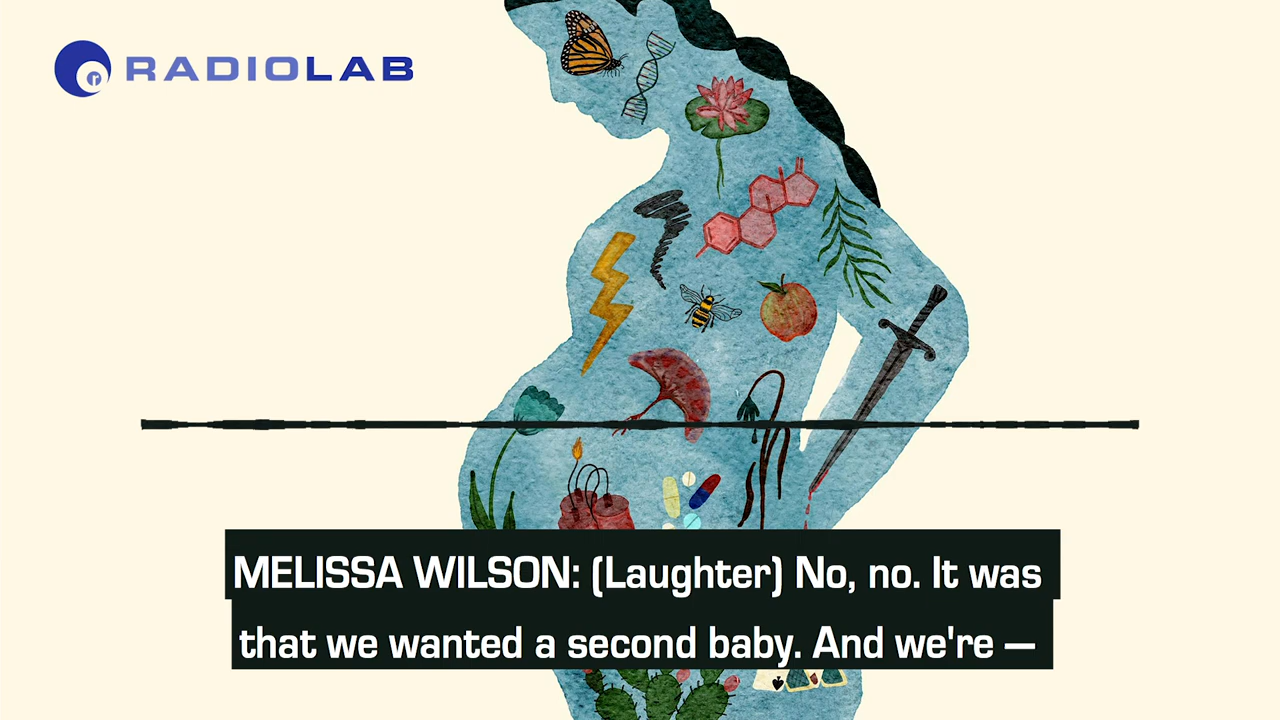 RADIOLAB
MELISSA WILSON: (Laughter) No, no. It was
that we wanted a second baby. And we're —